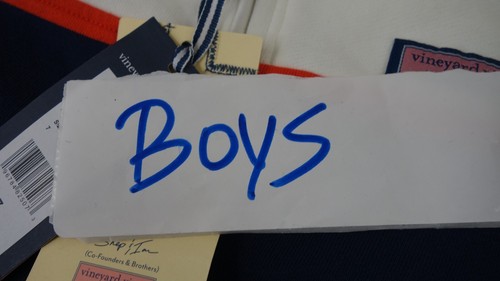 vineyard
vineyard
BOYS
Shep & Ian
(Co-Founders & Brothers)
vineyard